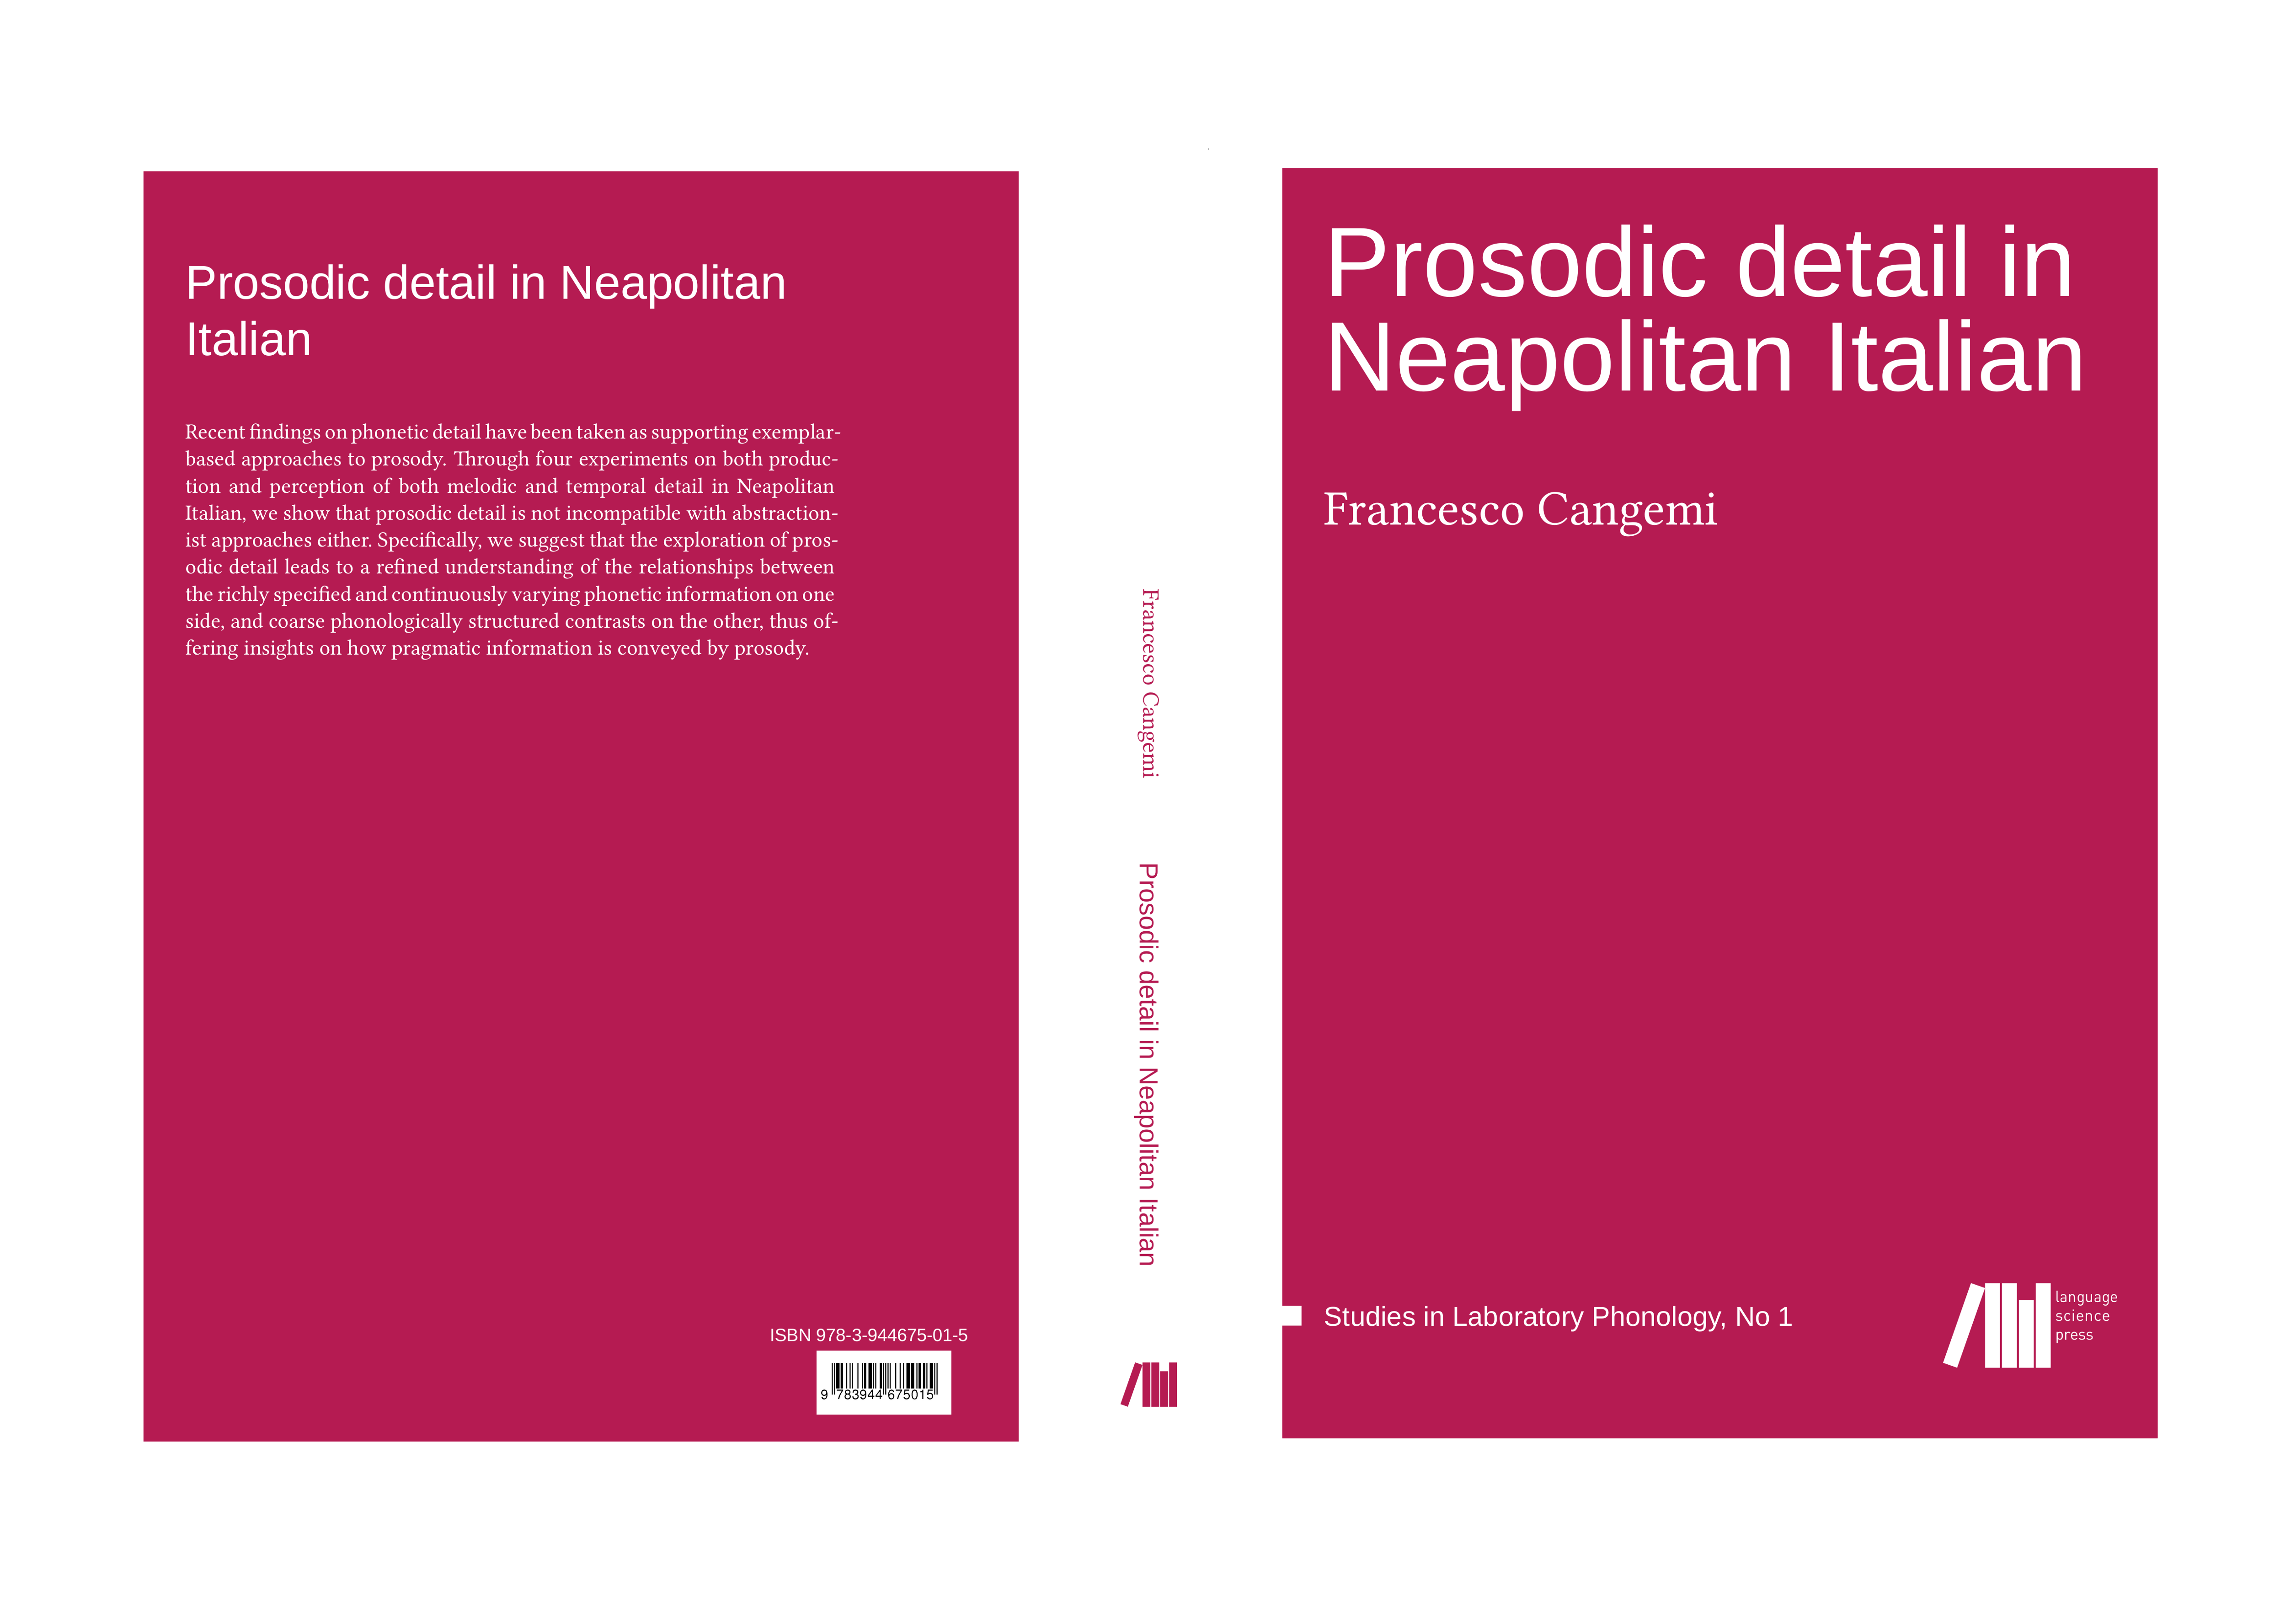 Prosodic detail in Neapolitan
Italian
Recent findings on phonetic detail have been taken as supporting exemplar-
based approaches to prosody. Through four experiments on both produc-
tion and perception of both melodic and temporal detail in Neapolitan
Italian, we show that prosodic detail is not incompatible with abstraction-
ist approaches either. Specifically, we suggest that the exploration of pros-
odic detail leads to a refined understanding of the relationships between
the richly specified and continuously varying phonetic information on one
side, and coarse phonologically structured contrasts on the other, thus of-
fering insights on how pragmatic information is conveyed by prosody.
ISBN 978-3-944675-01-5
9 783944 675015
Francesco Cangemi
Prosodic detail in Neapolitan Italian
Prosodic detail in
Neapolitan Italian
Francesco Cangemi
Studies in Laboratory Phonology, No 1
language
science
press